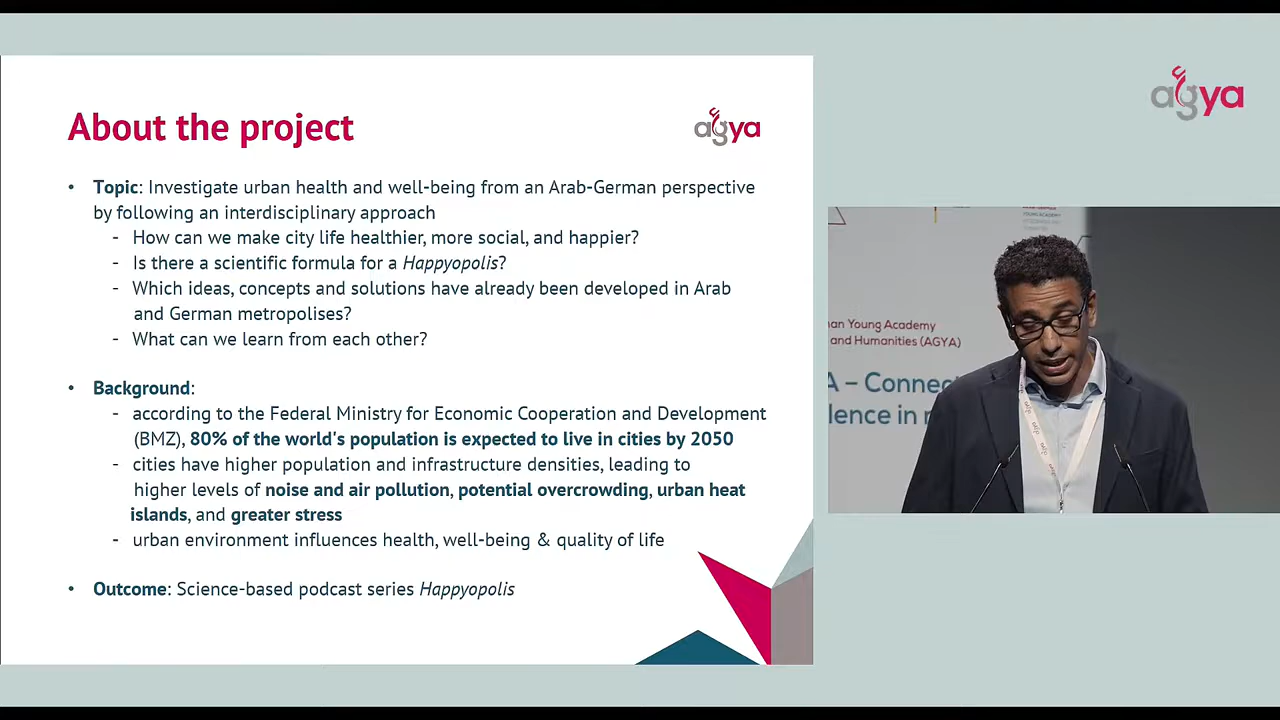 About the project
agya
agya
• Topic: Investigate urban health and well-being from an Arab-German perspective
by following an interdisciplinary approach
- How can we make city life healthier, more social, and happier?
- Is there a scientific formula for a Happyopolis?
- Which ideas, concepts and solutions have already been developed in Arab
and German metropolises?
- What can we learn from each other?
• Background:
- according to the Federal Ministry for Economic Cooperation and Development
(BMZ), 80% of the world's population is expected to live in cities by 2050
- cities have higher population and infrastructure densities, leading to
higher levels of noise and air pollution, potential overcrowding, urban heat
islands, and greater stress
- urban environment influences health, well-being & quality of life
• Outcome: Science-based podcast series Happyopolis
an Young Academy
and Humanities (AGYA)
A – Connec
lence in